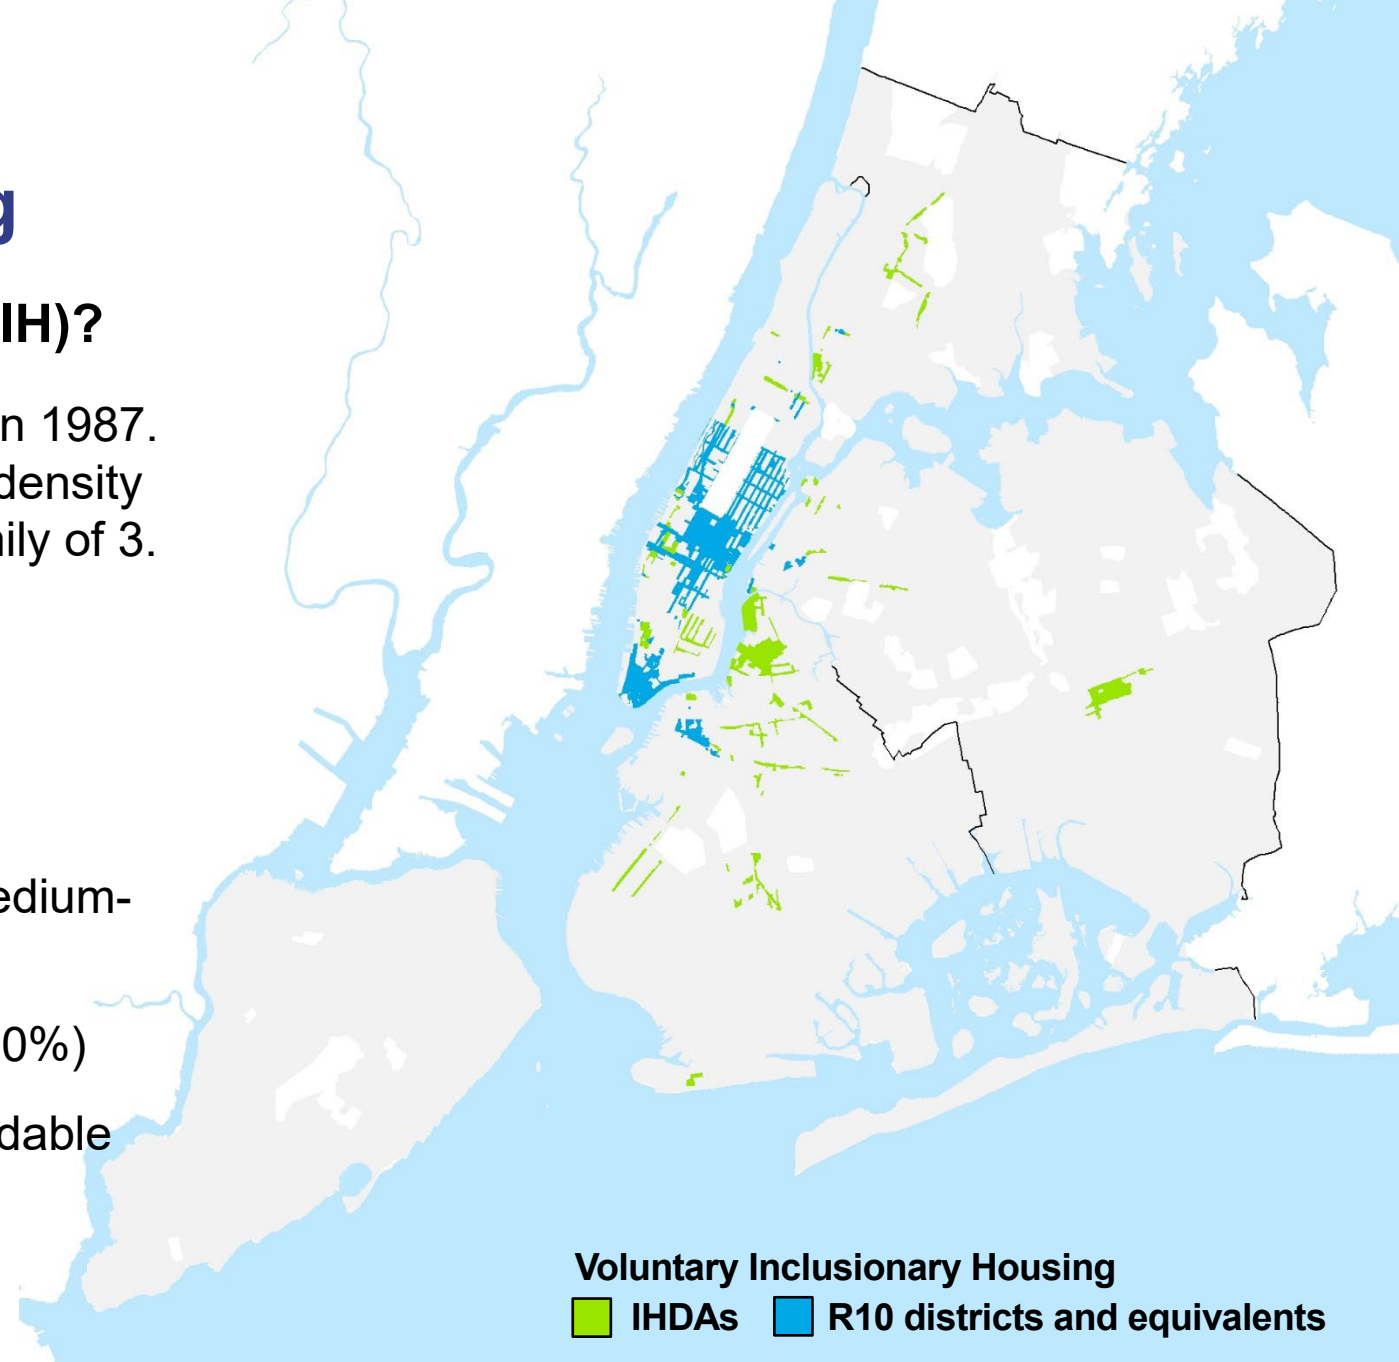 g
IH)?
n 1987.
density
ily of 3.
edium-
0%)
dable
Voluntary Inclusionary Housing
IHDAs R10 districts and equivalents